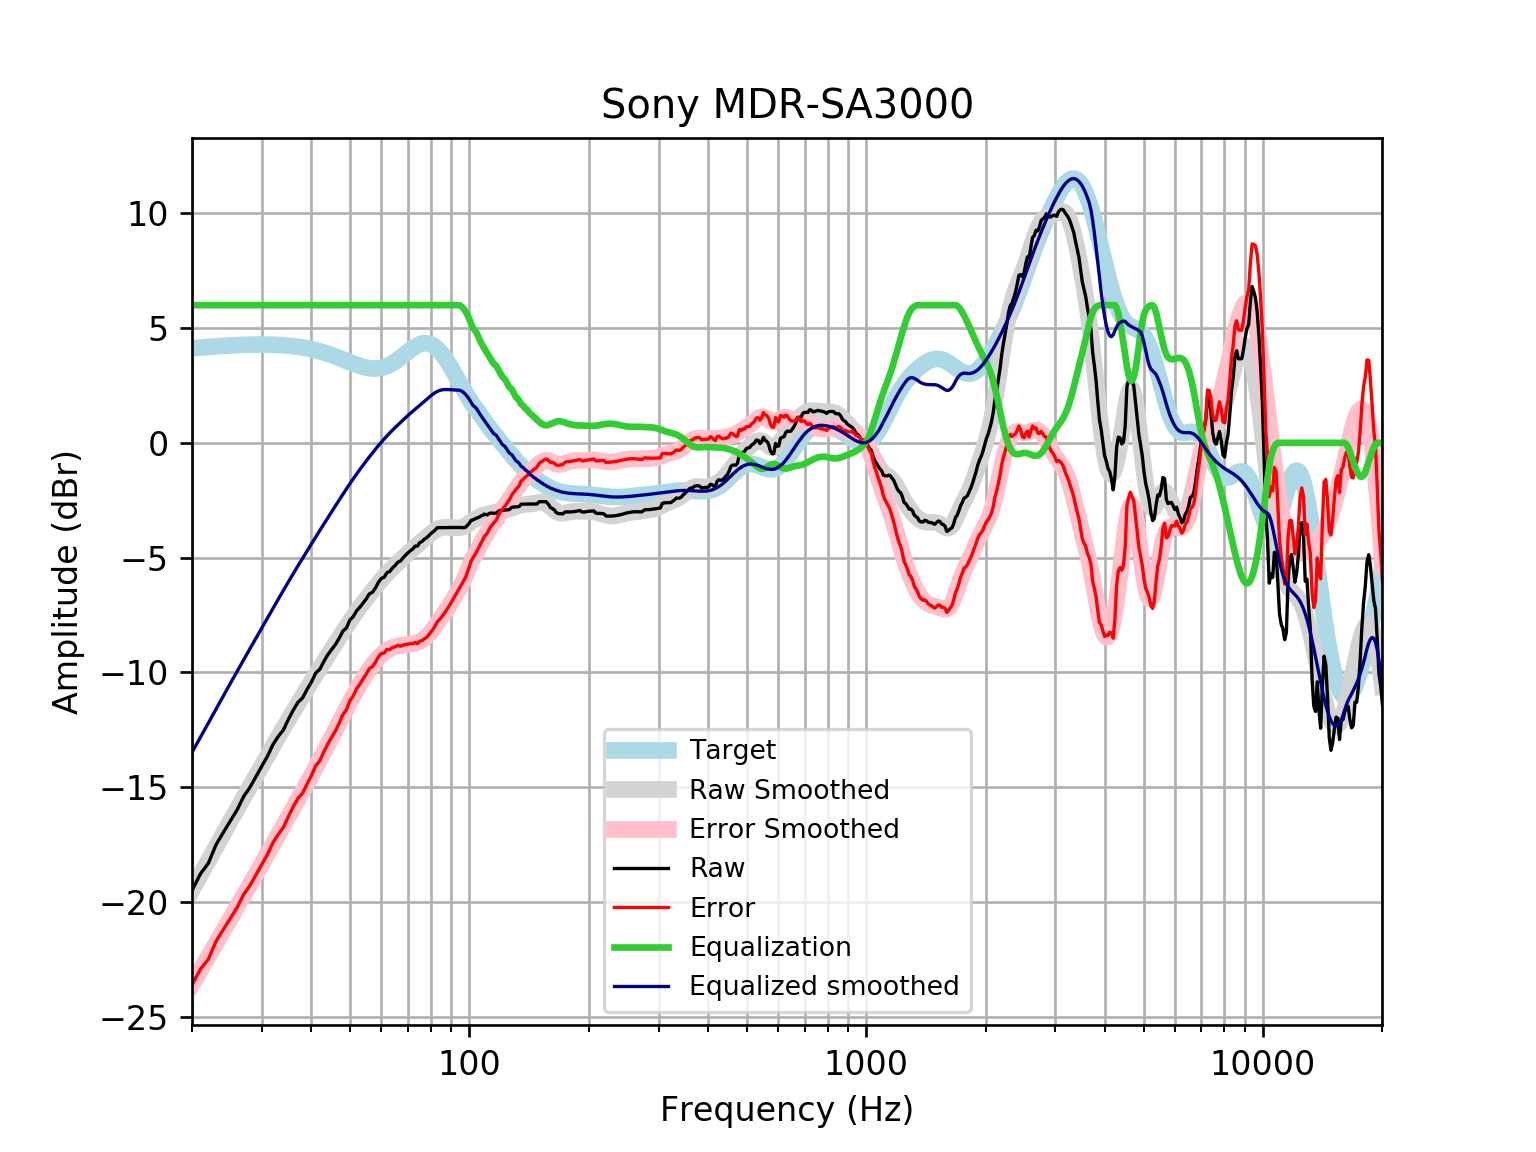 Sony MDR-SA3000
Amplitude (dBr)
10
5
0
−5
−10
−15
−20
−25
Target
Raw Smoothed
Error Smoothed
Raw
Error
Equalization
Equalized smoothed
100
1000
10000
Frequency (Hz)